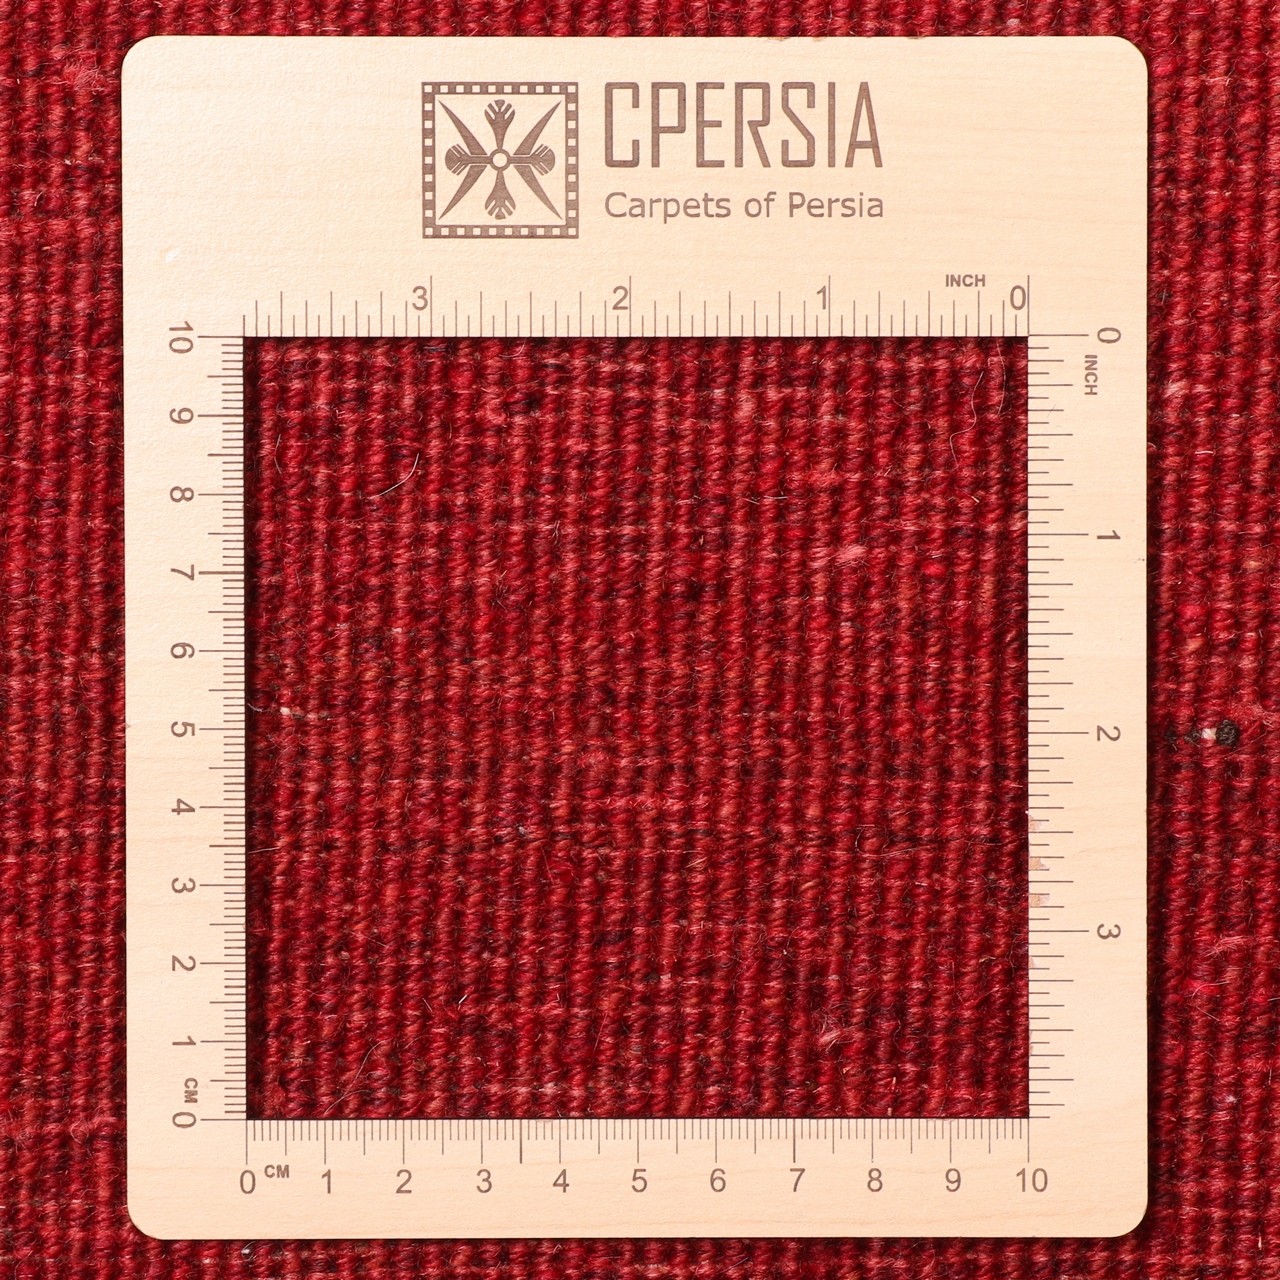 CPERSIA
Carpets of Persia
INCH
3 2 1 0
10 9 8 7 6 5 4 3 2 1 CM 0
0 INCH 1 2 3
0 CM 1 2 3 4 5 6 7 8 9 10